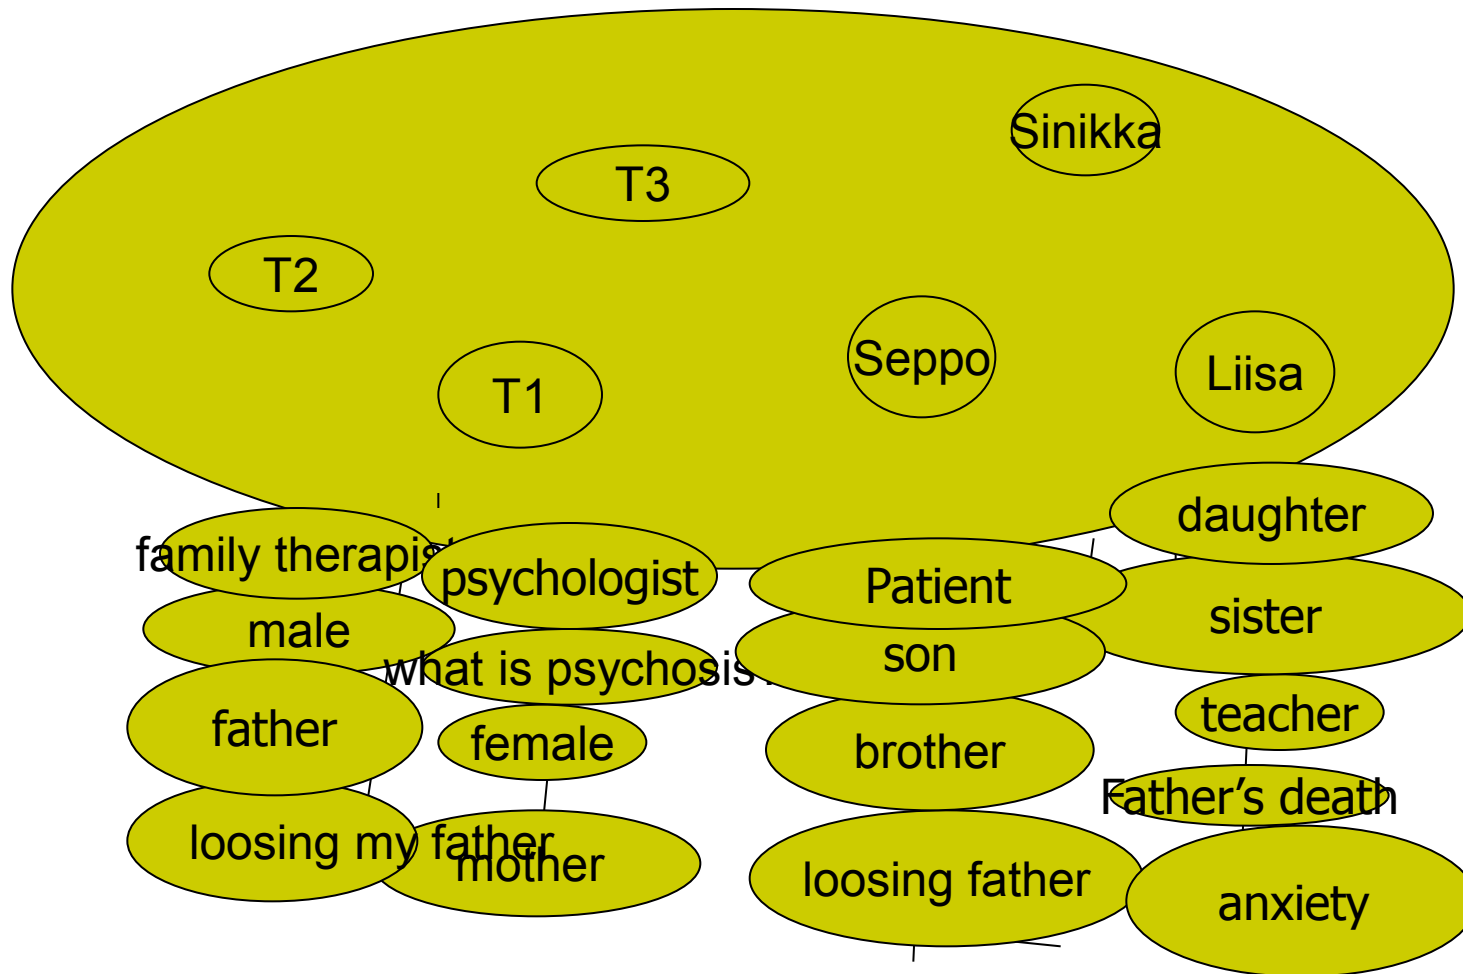 Sinikka
T3
T2
Seppo
Liisa
T1
daughter
family therapist
psychologist
Patient
sister
male
son
what is psychosis
father
female
brother
teacher
Father’s death
loosing my father
mother
loosing father
anxiety